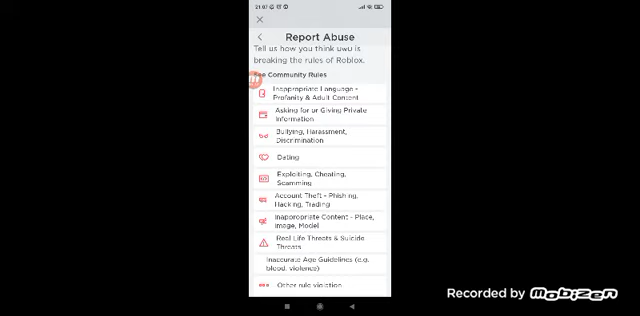 21.07
Report Abuse
Tell us how you think uwu is
breaking the rules of Roblox.
Community Rules
Inappropriate Language -
Profanity & Adult Content
Asking for or Giving Private
Information
Bullying, Harassment,
Discrimination
Dating
Exploiting, Cheating,
Scamming
Account Theft - Phishing,
Hacking, Trading
Inappropriate Content - Place,
Image, Model
Real Life Threats & Suicide
Threats
Inaccurate Age Guidelines (e.g.
blood, violence)
Other rule violation
Recorded by mobizen